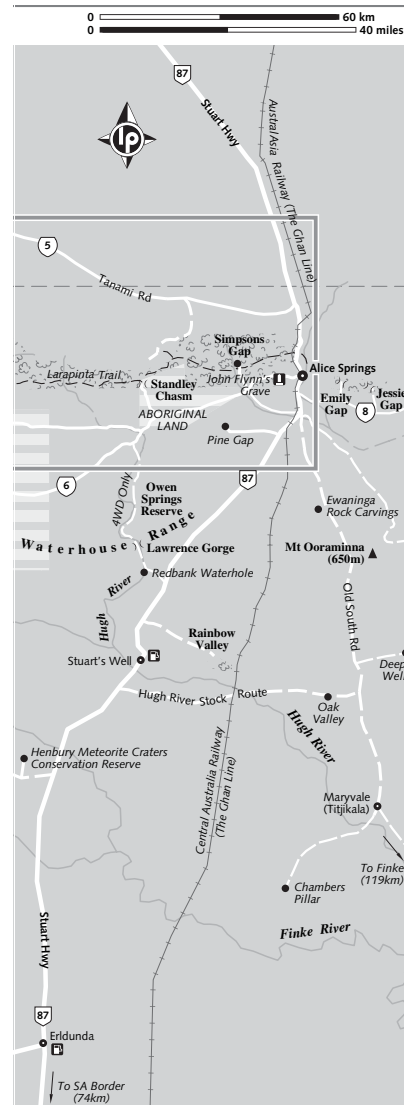 0 60 km
0 40 miles
87
Stuart Hwy
AustralAsia Railway (The Ghan Line)
lp
5
Tanami Rd
Simpsons
Gap
Larapinta Trail
John Flynn's
Grave
Alice Springs
Standley
Chasm
Emily
Gap
Jessie
Gap
8
ABORIGINAL
LAND
Pine Gap
6
87
4WD Only
Owen
Springs
Reserve
Ewaninga
Rock Carvings
Waterhouse Range
Lawrence Gorge
Mt Ooraminna
(650m)
Redbank Waterhole
Hugh River
Old South Rd
Rainbow
Valley
Stuart's Well
Deep
Well
Hugh River Stock Route
Oak
Valley
Hugh River
Henbury Meteorite Craters
Conservation Reserve
Central Australia Railway
(The Ghan Line)
Maryvale
(Titjikala)
To Finke
(119km)
Chambers
Pillar
Finke River
Stuart Hwy
87
Erldunda
To SA Border
(74km)